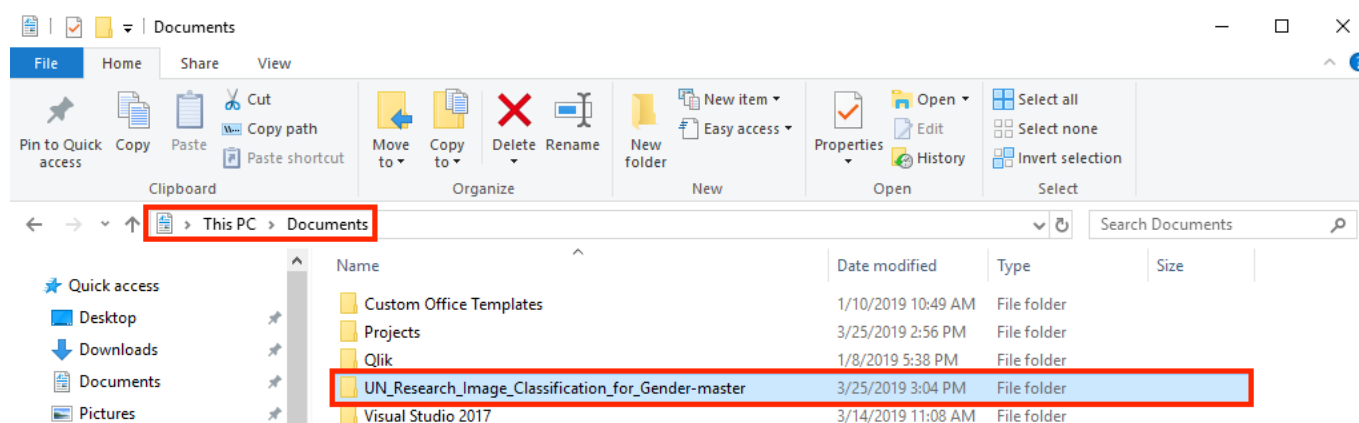 Documents
File Home Share View
Pin to Quick access
Copy
Paste
Cut
Copy path
Paste shortcut
Clipboard
Move to
Copy to
Delete
Rename
Organize
New folder
New item
Easy access
New
Properties
Open
Edit
History
Open
Select all
Select none
Invert selection
Select
This PC > Documents
Search Documents
Quick access
Desktop
Downloads
Documents
Pictures
Name Date modified Type Size
Custom Office Templates 1/10/2019 10:49 AM File folder
Projects 3/25/2019 2:56 PM File folder
Qlik 1/8/2019 5:38 PM File folder
UN_Research_Image_Classification_for_Gender-master 3/25/2019 3:04 PM File folder
Visual Studio 2017 3/14/2019 11:08 AM File folder